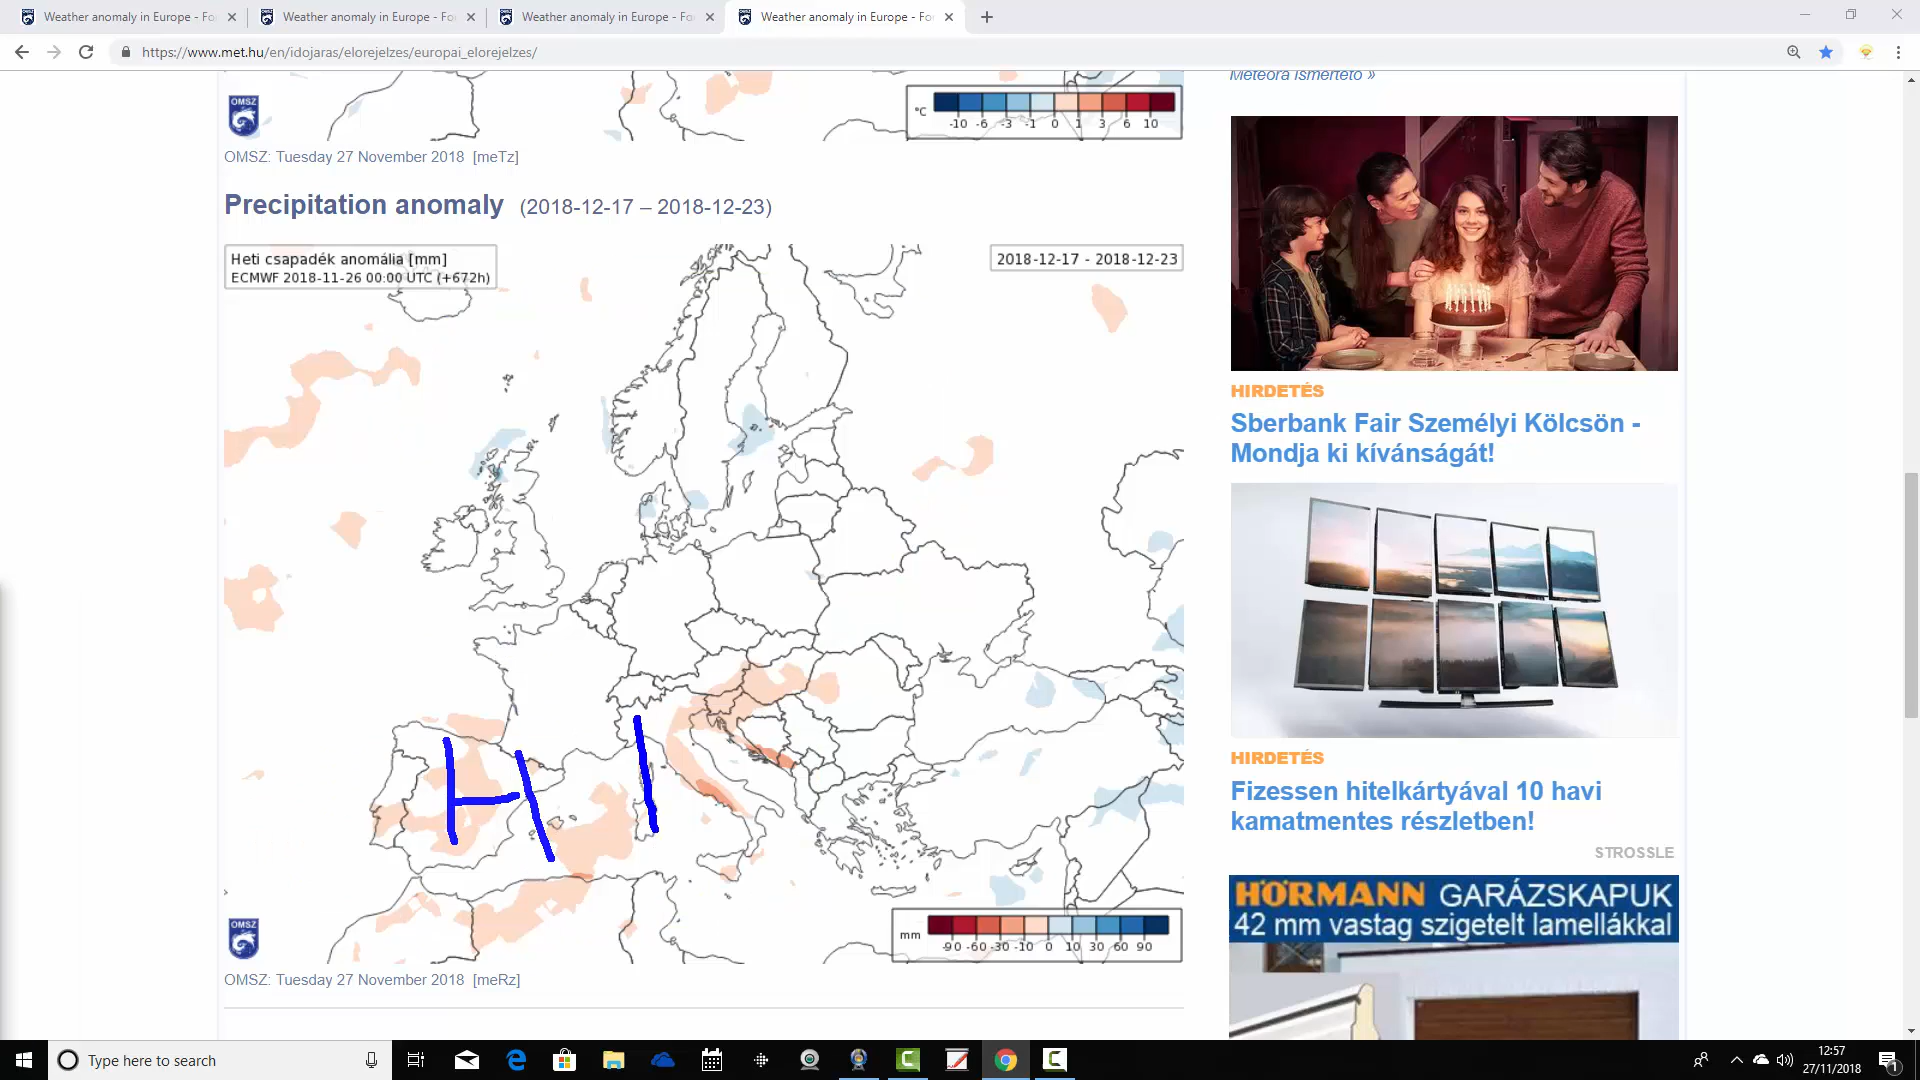 Weather anomaly in Europe - Fo
Weather anomaly in Europe - Fo
Weather anomaly in Europe - Fo
Weather anomaly in Europe - Fo
https://www.met.hu/en/idojaras/elorejelzes/europai_elorejelzes/
Meteora ismertető »
OMSZ
°C
-10 -6 -3 -1 0 1 3 6 10
OMSZ: Tuesday 27 November 2018 [meTz]
Precipitation anomaly (2018-12-17 – 2018-12-23)
Heti csapadék anomália [mm]
ECMWF 2018-11-26 00:00 UTC (+672h)
2018-12-17 - 2018-12-23
HIRDETÉS
Sberbank Fair Személyi Kölcsön -
Mondja ki kívánságát!
H
HIRDETÉS
Fizessen hitelkártyával 10 havi
kamatmentes részletben!
STROSSLE
HÖRMANN GARÁZSKAPUK
42 mm vastag szigetelt lamellákkal
OMSZ
mm
-90 -60 -30 -10 0 10 30 60 90
OMSZ: Tuesday 27 November 2018 [meRz]
Type here to search
12:57
27/11/2018
1